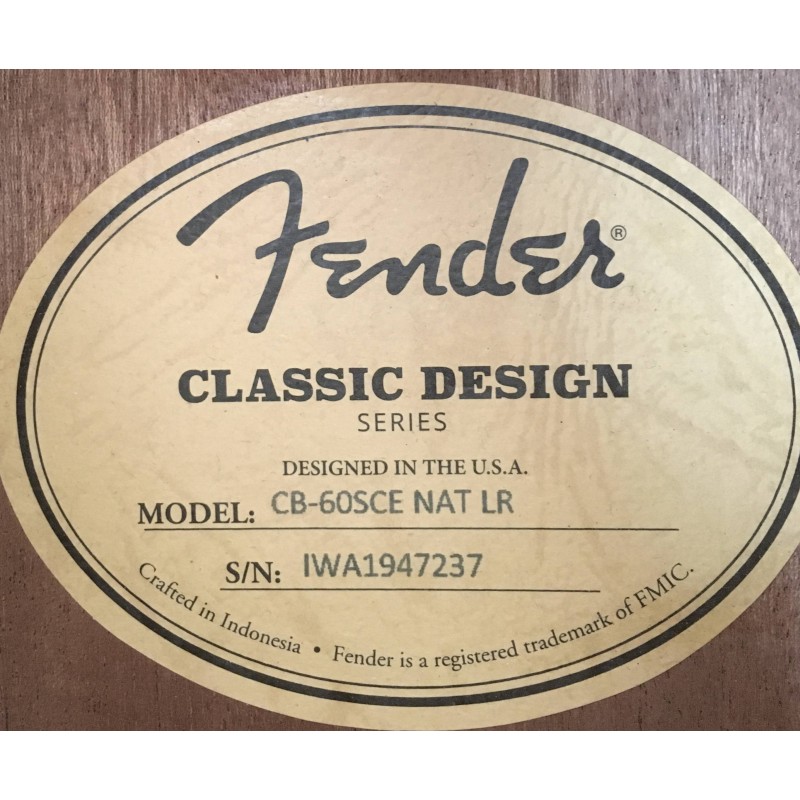 Fender®
CLASSIC DESIGN
SERIES
DESIGNED IN THE U.S.A.
MODEL: CB-60SCE NAT LR
S/N: IWA1947237
Crafted in Indonesia • Fender is a registered trademark of FMIC.